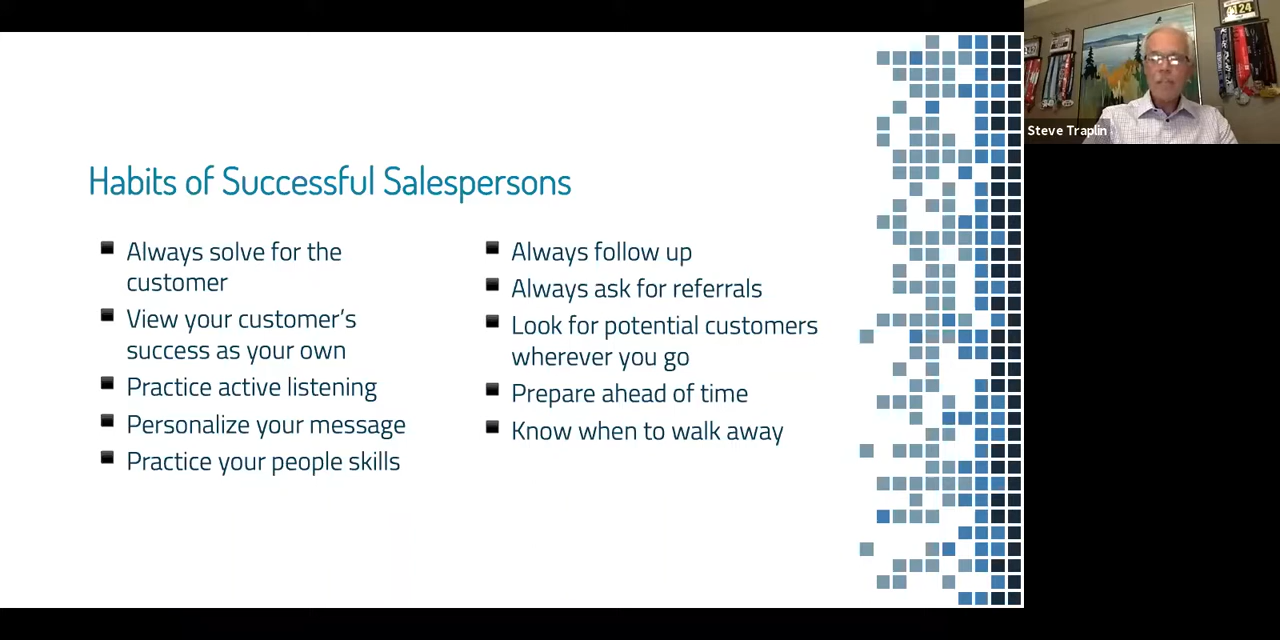 Habits of Successful Salespersons
Always solve for the
customer
View your customer's
success as your own
Practice active listening
Personalize your message
Practice your people skills
Always follow up
Always ask for referrals
Look for potential customers
wherever you go
Prepare ahead of time
Know when to walk away
4124
Steve Traplin